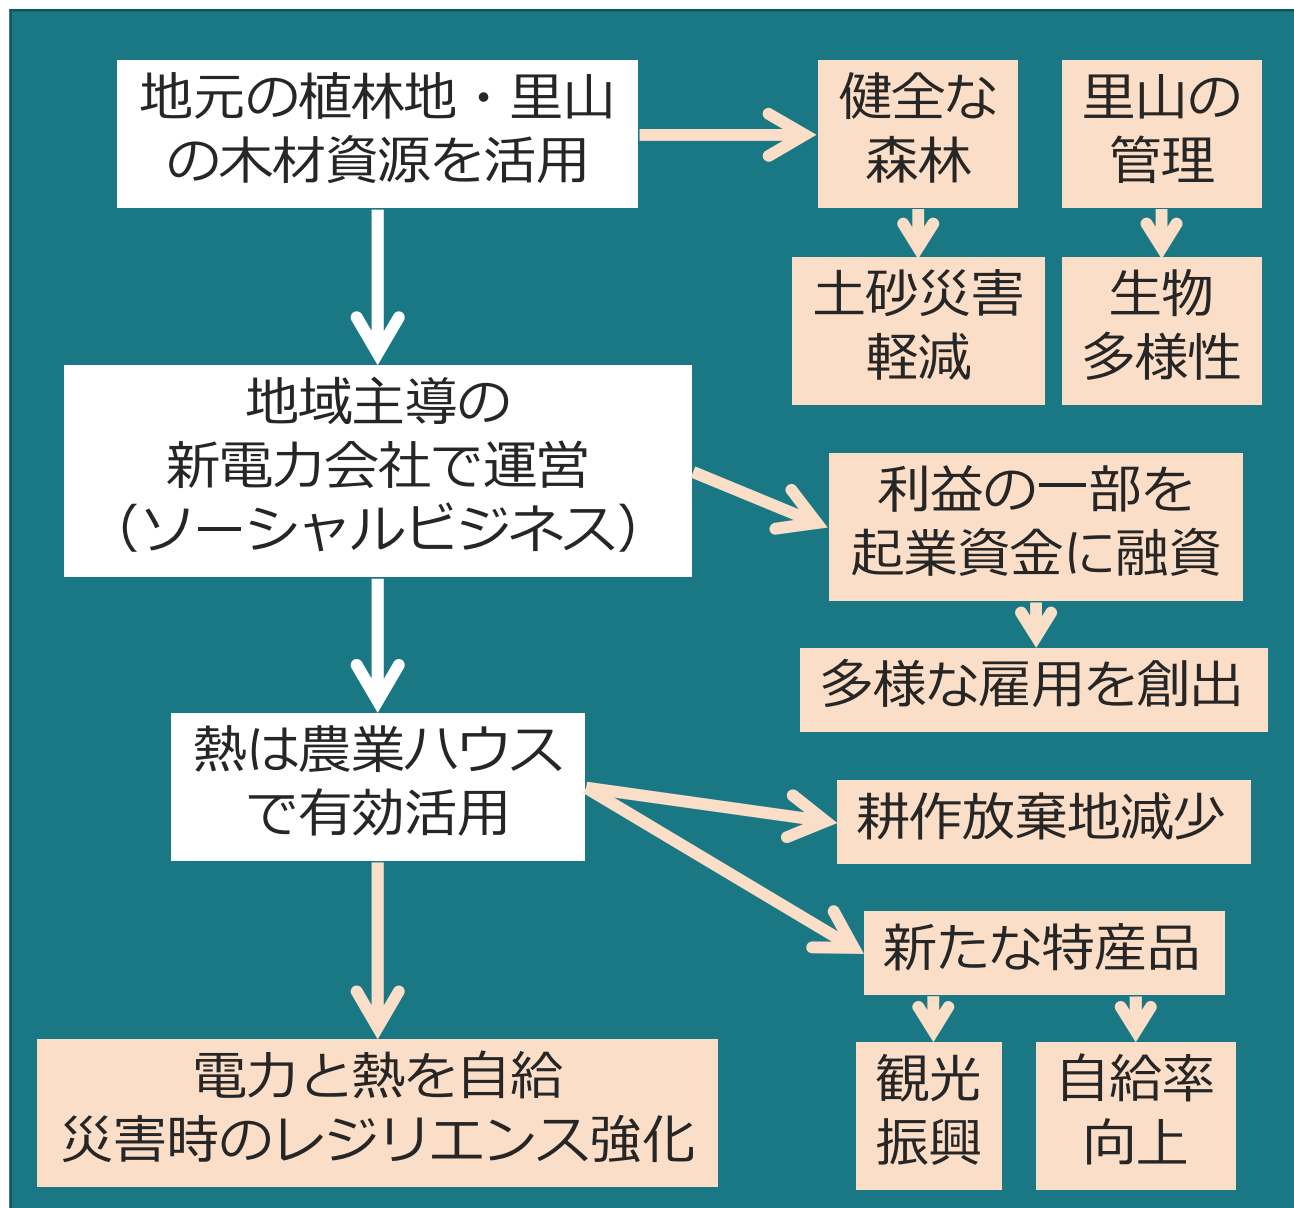 地元の植林地・里山
の木材資源を活用
健全な
森林
里山の
管理
土砂災害
軽減
生物
多様性
地域主導の
新電力会社で運営
（ソーシャルビジネス）
利益の一部を
起業資金に融資
多様な雇用を創出
熱は農業ハウス
で有効活用
耕作放棄地減少
新たな特産品
観光
振興
自給率
向上
電力と熱を自給
災害時のレジリエンス強化